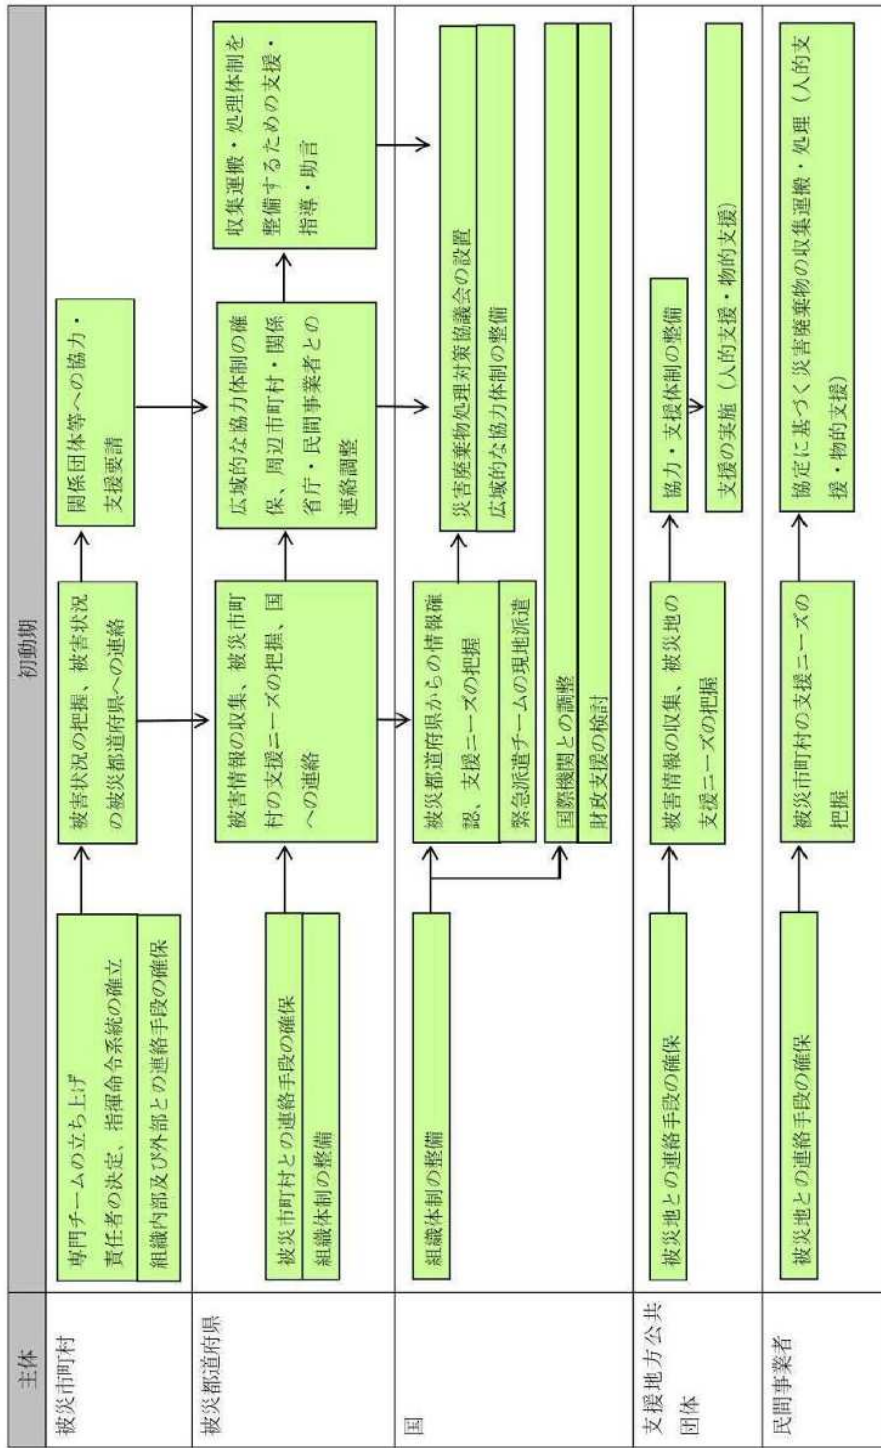 主体
初動期
被災市町村
専門チームの立ち上げ
責任者の決定、指揮命令系統の確立
組織内部及び外部との連絡手段の確保
被害状況の把握、被害状況
の被災都道府県への連絡
関係団体等への協力・
支援要請
被災都道府県
被災市町村との連絡手段の確保
組織体制の整備
被害情報の収集、被災市町
村の支援ニーズの把握、国
への連絡
広域的な協力体制の確
保、周辺市町村・関係
省庁・民間事業者との
連絡調整
収集運搬・処理体制を
整備するための支援・
指導・助言
国
組織体制の整備
被災都道府県からの情報確
認、支援ニーズの把握
緊急派遣チームの現地派遣
災害廃棄物処理対策協議会の設置
広域的な協力体制の整備
国際機関との調整
財政支援の検討
支援地方公共
団体
被災地との連絡手段の確保
被害情報の収集、被災地の
支援ニーズの把握
協力・支援体制の整備
支援の実施（人的支援・物的支援）
民間事業者
被災地との連絡手段の確保
被災市町村の支援ニーズの
把握
協定に基づく災害廃棄物の収集運搬・処理（人的支
援・物的支援）